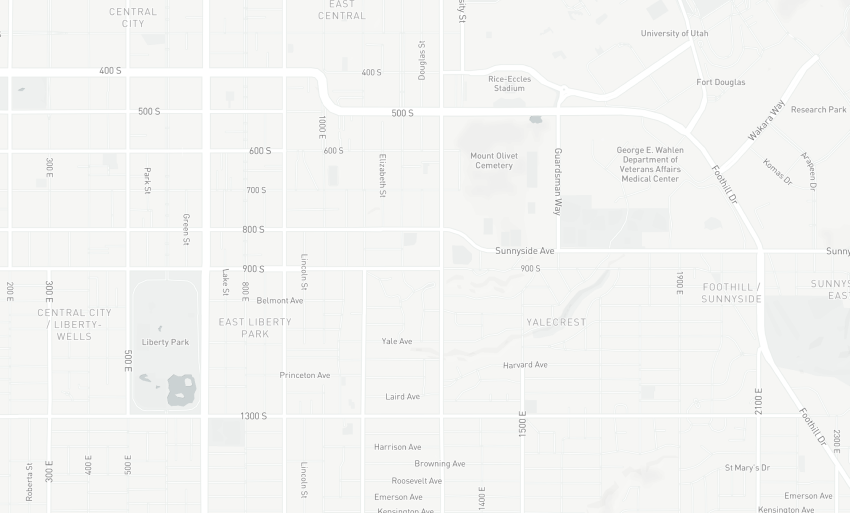 CENTRAL
CITY
EAST
CENTRAL
sity St
University of Utah
400 S
400 S
Douglas St
Rice-Eccles
Stadium
Fort Douglas
500 S
500 S
Wakara Way
Research Park
1000 E
600 S
600 S
300 E
Park St
Elizabeth St
Mount Olivet
Cemetery
Guardsman Way
George E. Wahlen
Department of
Veterans Affairs
Medical Center
Foothill Dr
Komas Dr
Arapeen Dr
700 S
Green St
800 S
Sunnyside Ave
Sunny
900 S
900 S
200 E
300 E
Lake St
800 E
Lincoln St
1900 E
FOOTHILL /
SUNNYSIDE
SUNNYS
EAST
Belmont Ave
CENTRAL CITY
/ LIBERTY-
WELLS
EAST LIBERTY
PARK
YALECREST
Liberty Park
Yale Ave
500 E
Harvard Ave
Princeton Ave
Laird Ave
2100 E
1300 S
1500 E
Foothill Dr
2300 E
Harrison Ave
Browning Ave
St Mary's Dr
Roberta St
300 E
400 E
500 E
Lincoln St
Roosevelt Ave
1400 E
Emerson Ave
Emerson Ave
Kensington Ave
Kensington Ave